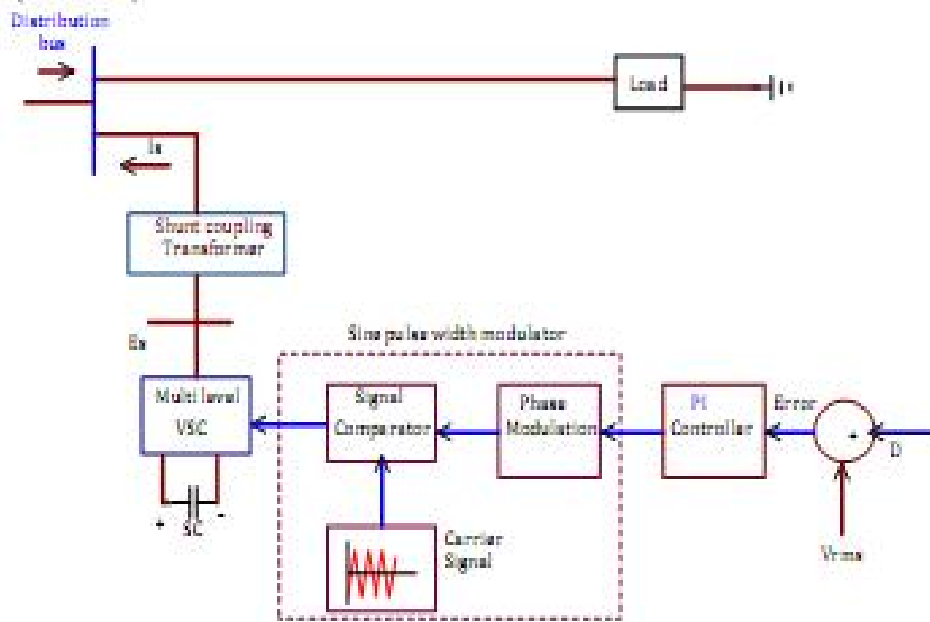 Distribution
bus
Load
Is
Shunt coupling
Transformer
Es
Sine pulse width modulator
Multi level
VSC
Signal
Comparator
Phase
Modulation
PI
Controller
Error
+
D
+
-
SC
Carrier
Signal
Vrms